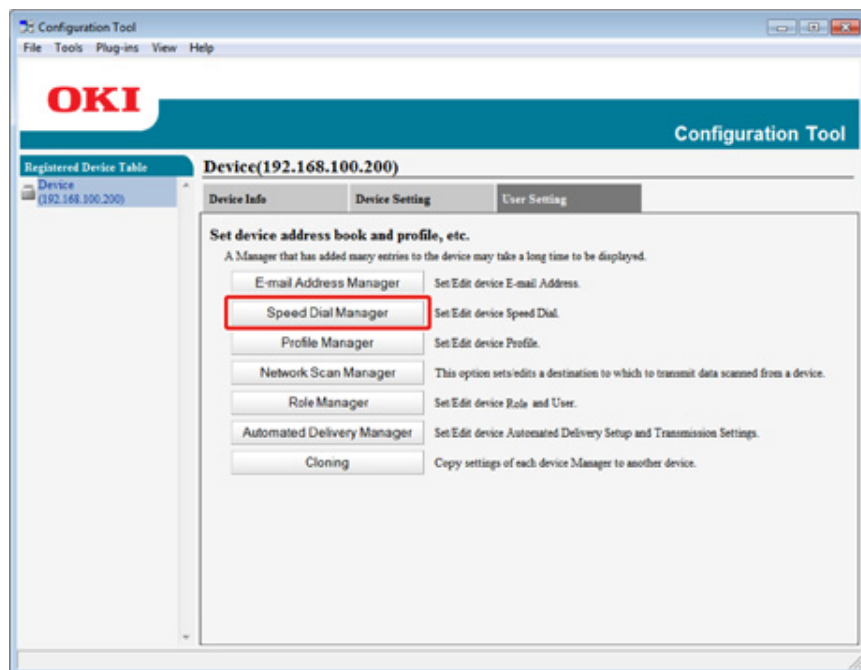 Configuration Tool
File Tools Plug-ins View Help
OKI
Configuration Tool
Registered Device Table
Device
(192.168.100.200)
Device(192.168.100.200)
Device Info Device Setting User Setting
Set device address book and profile, etc.
A Manager that has added many entries to the device may take a long time to be displayed.
E-mail Address Manager Set/Edit device E-mail Address.
Speed Dial Manager Set/Edit device Speed Dial.
Profile Manager Set/Edit device Profile.
Network Scan Manager This option sets/edits a destination to which to transmit data scanned from a device.
Role Manager Set/Edit device Role and User.
Automated Delivery Manager Set/Edit device Automated Delivery Setup and Transmission Settings.
Cloning Copy settings of each device Manager to another device.